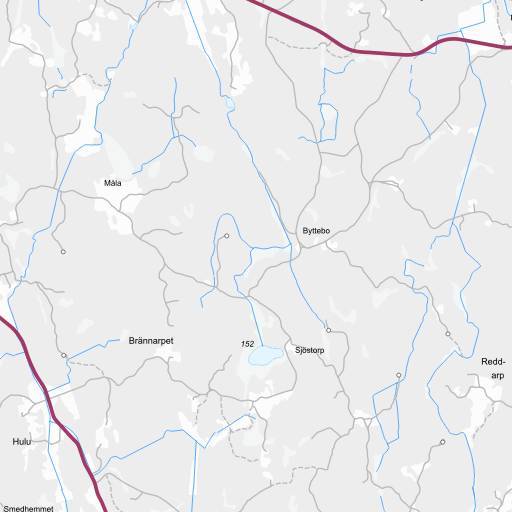 Måla
Byttebo
Brännarpet
152
Sjöstorp
Redd-
arp
Hulu
Smedhemmet